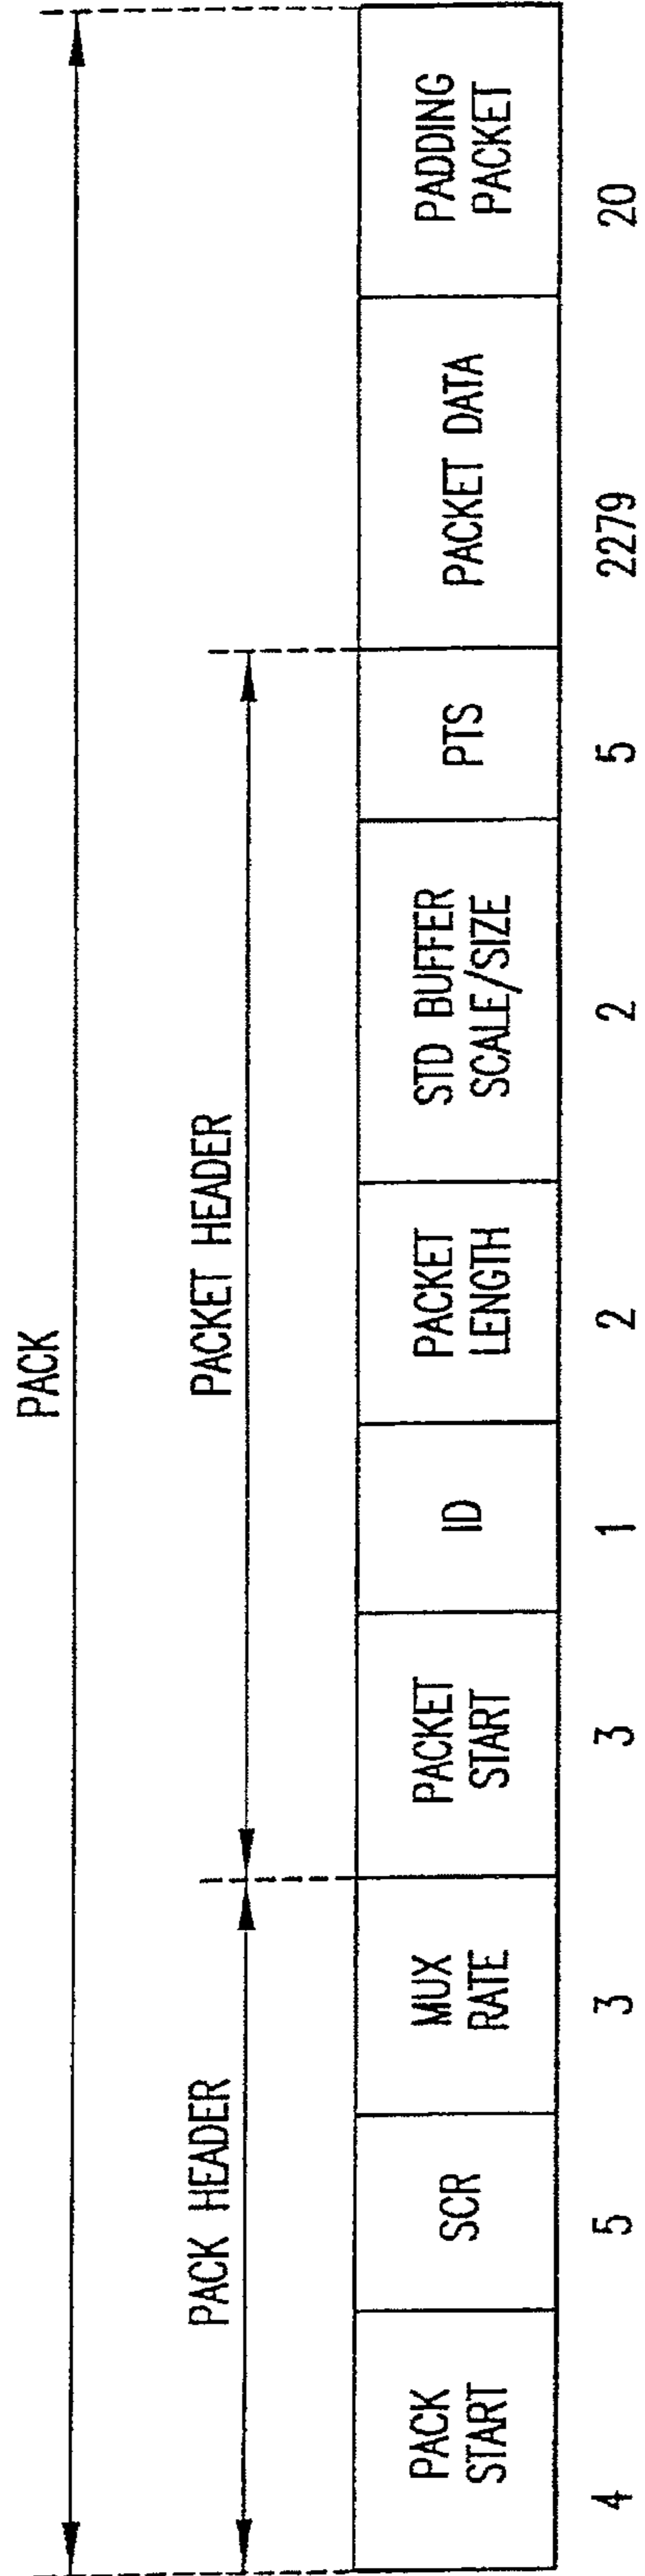 PACK
PACK HEADER
PACKET HEADER
PACK
START
SCR
MUX
RATE
PACKET
START
ID
PACKET
LENGTH
STD BUFFER
SCALE/SIZE
PTS
PACKET DATA
PADDING
PACKET
4
5
3
3
1
2
2
5
2279
20